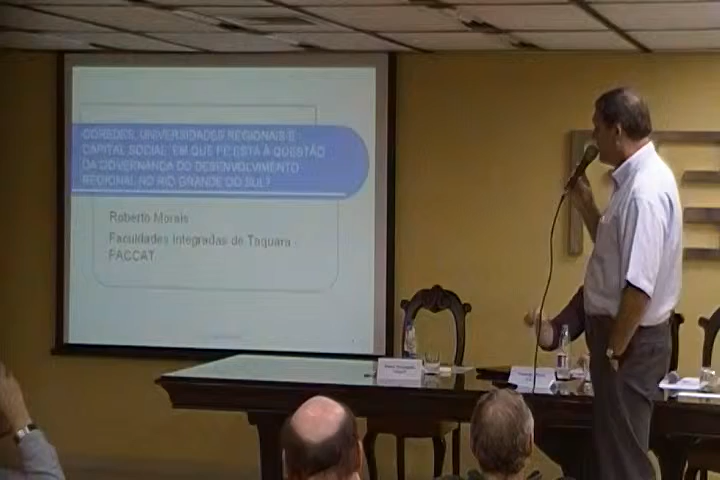 COREDES, UNIVERSIDADES REGIONAIS E
CAPITAL SOCIAL: EM QUE PÉ ESTÁ A QUESTÃO
DA GOVERNANÇA DO DESENVOLVIMENTO
REGIONAL NO RIO GRANDE DO SUL?
Roberto Morais
Faculdades Integradas de Taquara -
FACCAT